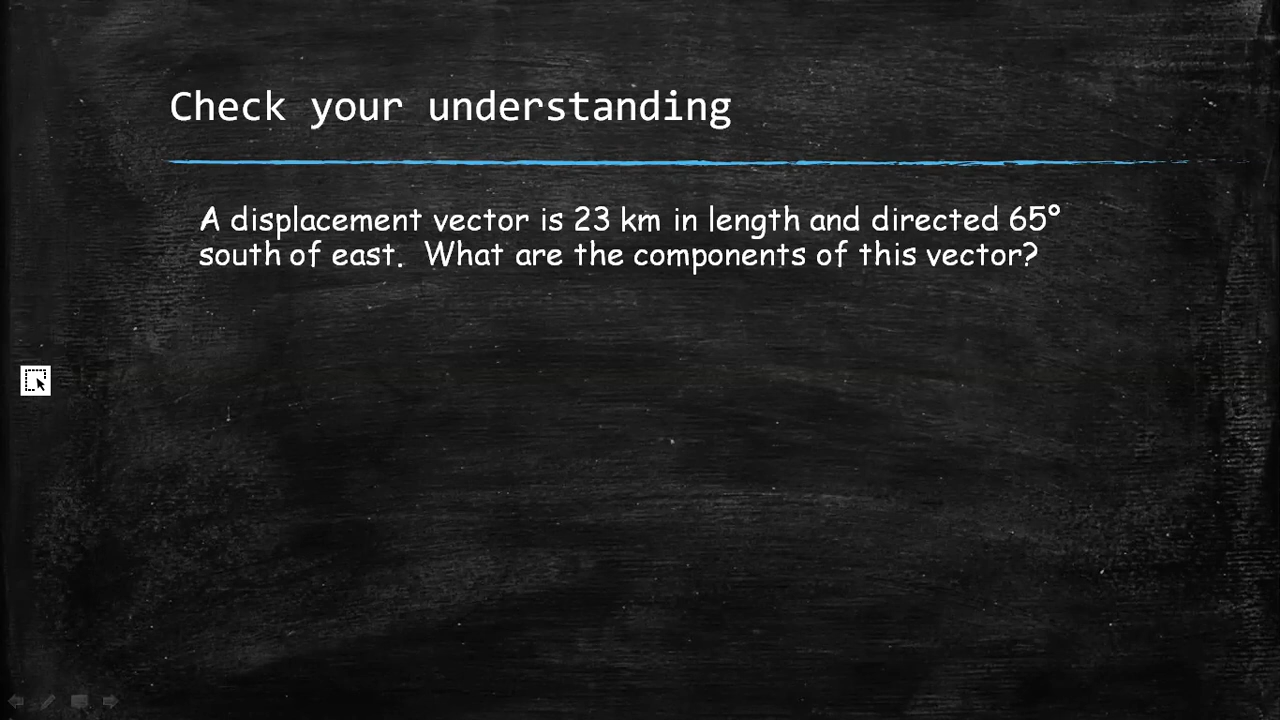 Check your understanding
A displacement vector is 23 km in length and directed 65°
south of east.  What are the components of this vector?